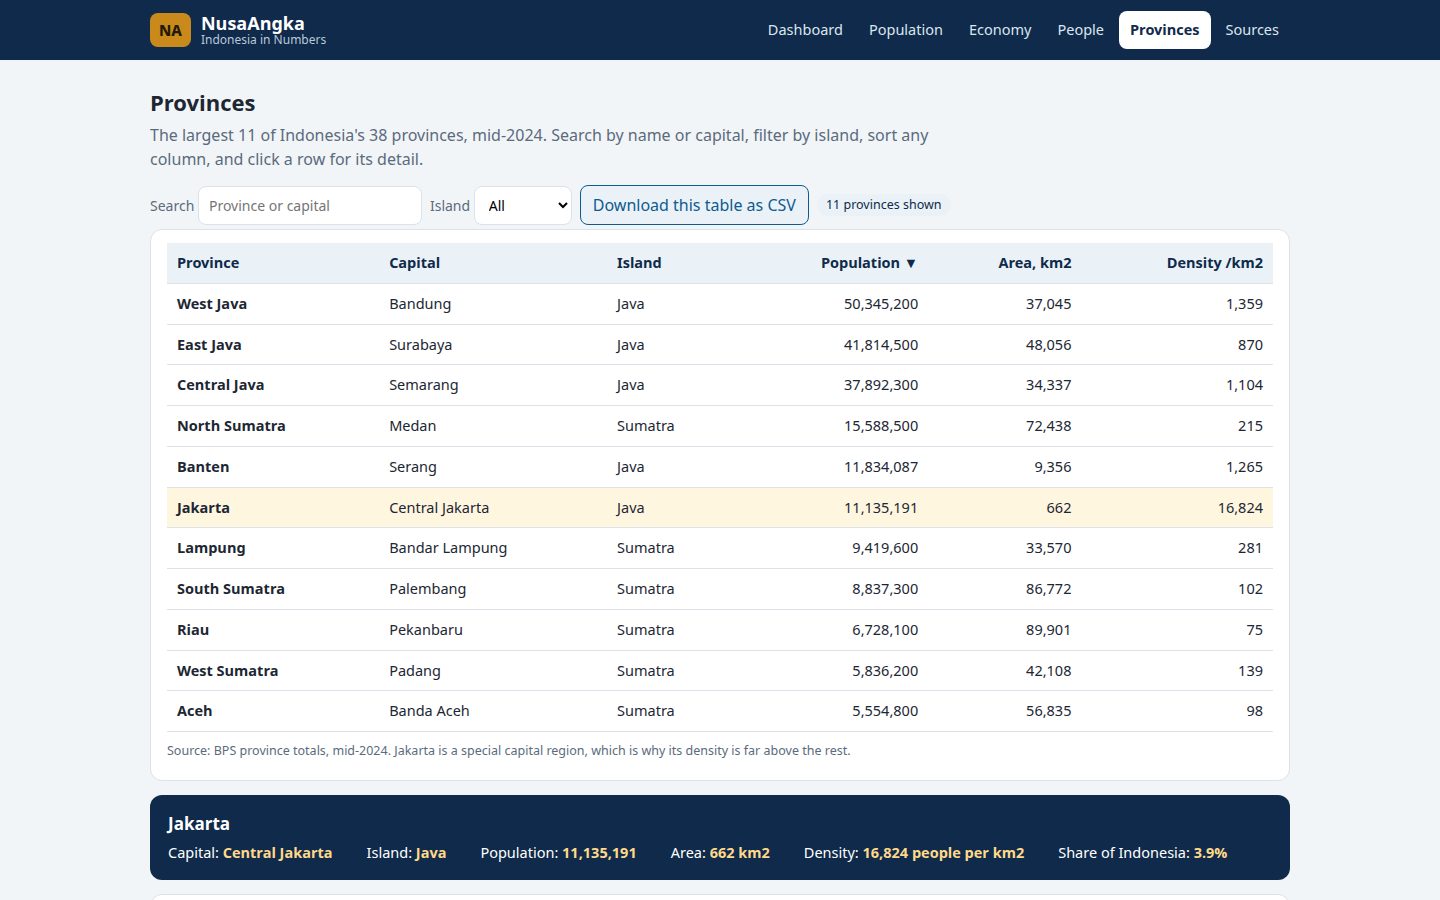 NA
NusaAngka
Indonesia in Numbers
Dashboard Population Economy People Provinces Sources
Provinces
The largest 11 of Indonesia's 38 provinces, mid-2024. Search by name or capital, filter by island, sort any
column, and click a row for its detail.
Search Province or capital Island All Download this table as CSV 11 provinces shown
Province Capital Island Population ▼ Area, km2 Density /km2
West Java Bandung Java 50,345,200 37,045 1,359
East Java Surabaya Java 41,814,500 48,056 870
Central Java Semarang Java 37,892,300 34,337 1,104
North Sumatra Medan Sumatra 15,588,500 72,438 215
Banten Serang Java 11,834,087 9,356 1,265
Jakarta Central Jakarta Java 11,135,191 662 16,824
Lampung Bandar Lampung Sumatra 9,419,600 33,570 281
South Sumatra Palembang Sumatra 8,837,300 86,772 102
Riau Pekanbaru Sumatra 6,728,100 89,901 75
West Sumatra Padang Sumatra 5,836,200 42,108 139
Aceh Banda Aceh Sumatra 5,554,800 56,835 98
Source: BPS province totals, mid-2024. Jakarta is a special capital region, which is why its density is far above the rest.
Jakarta
Capital: Central Jakarta Island: Java Population: 11,135,191 Area: 662 km2 Density: 16,824 people per km2 Share of Indonesia: 3.9%